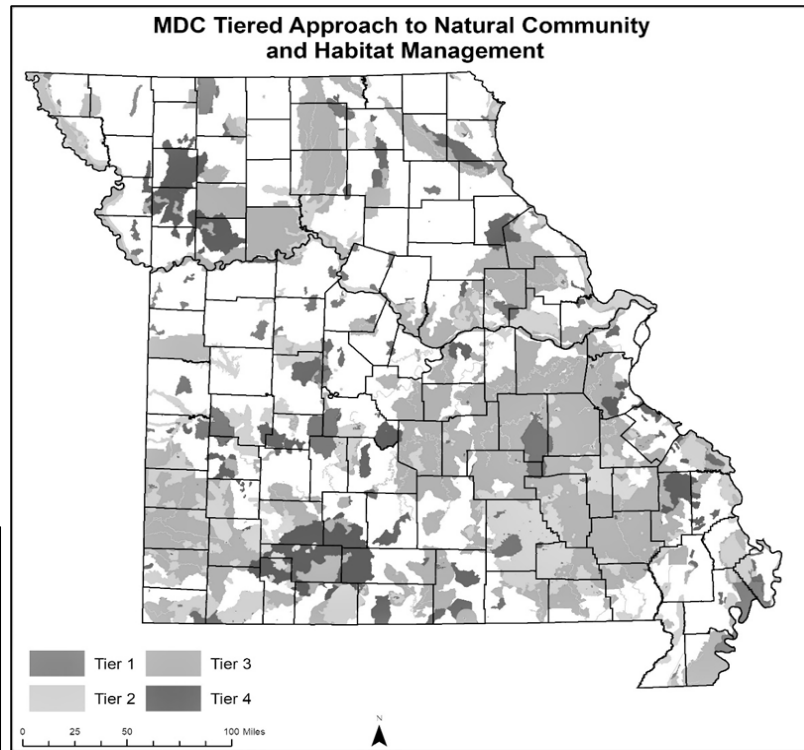 MDC Tiered Approach to Natural Community
and Habitat Management
Tier 1
Tier 3
Tier 2
Tier 4
0 25 50 100 Miles
N